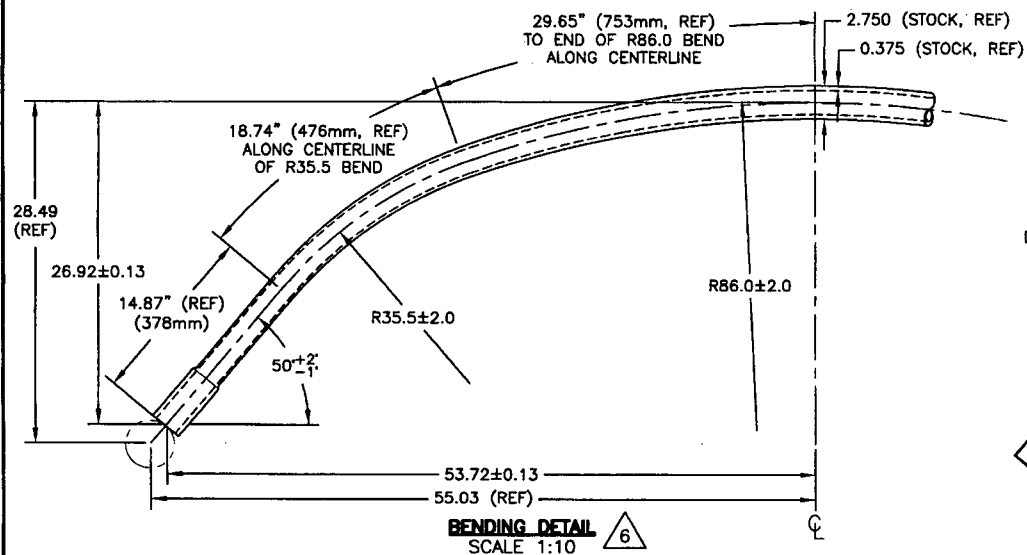 29.65" (753mm, REF)
TO END OF R86.0 BEND
ALONG CENTERLINE
2.750 (STOCK, REF)
0.375 (STOCK, REF)
18.74" (476mm, REF)
ALONG CENTERLINE
OF R35.5 BEND
28.49
(REF)
26.92±0.13
14.87" (REF)
(378mm)
R35.5±2.0
R86.0±2.0
50°+2°
-1°
53.72±0.13
55.03 (REF)
BENDING DETAIL 6
SCALE 1:10
℄